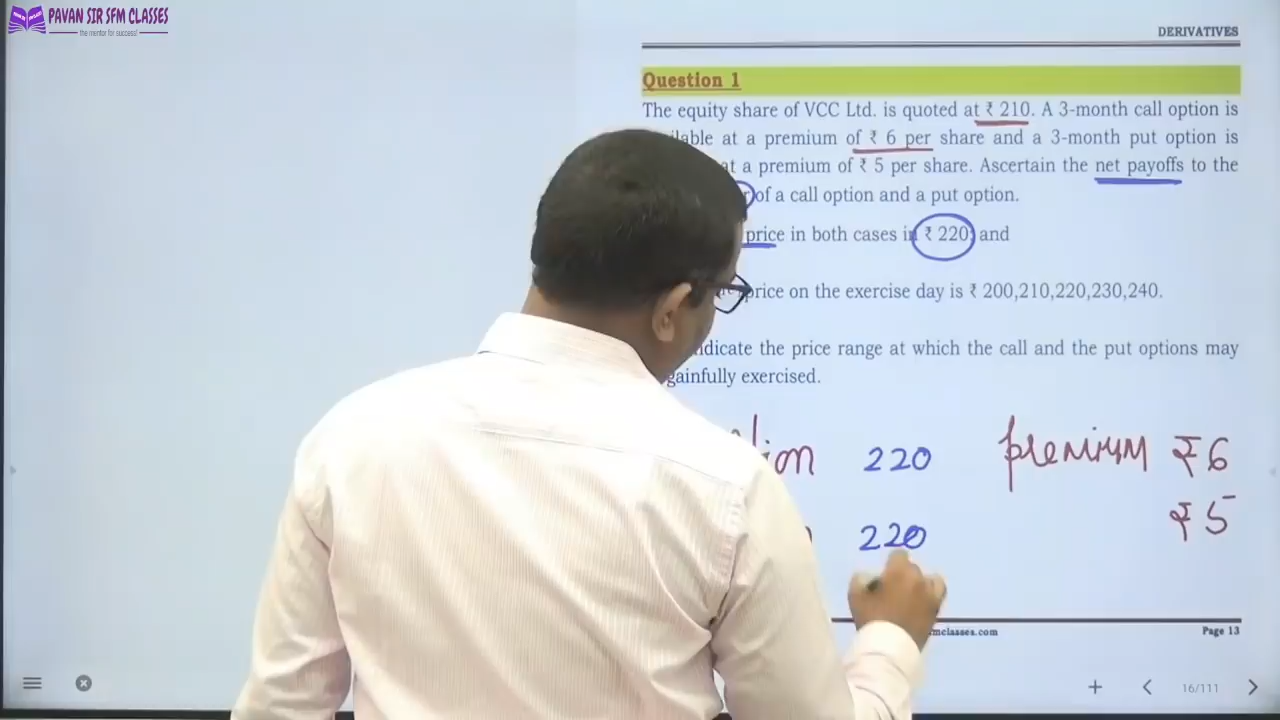 PAVAN SIR SFM CLASSES
the mentor for success!
DERIVATIVES
Question 1
The equity share of VCC Ltd. is quoted at ₹ 210. A 3-month call option is
at a premium of ₹ 6 per share and a 3-month put option is
at a premium of ₹ 5 per share. Ascertain the net payoffs to the
of a call option and a put option.
price in both cases in ₹ 220; and
price on the exercise day is ₹ 200,210,220,230,240.
the price range at which the call and the put options may
gainfully exercised.
220 premium ₹6
220 ₹5
Page 13
16/111